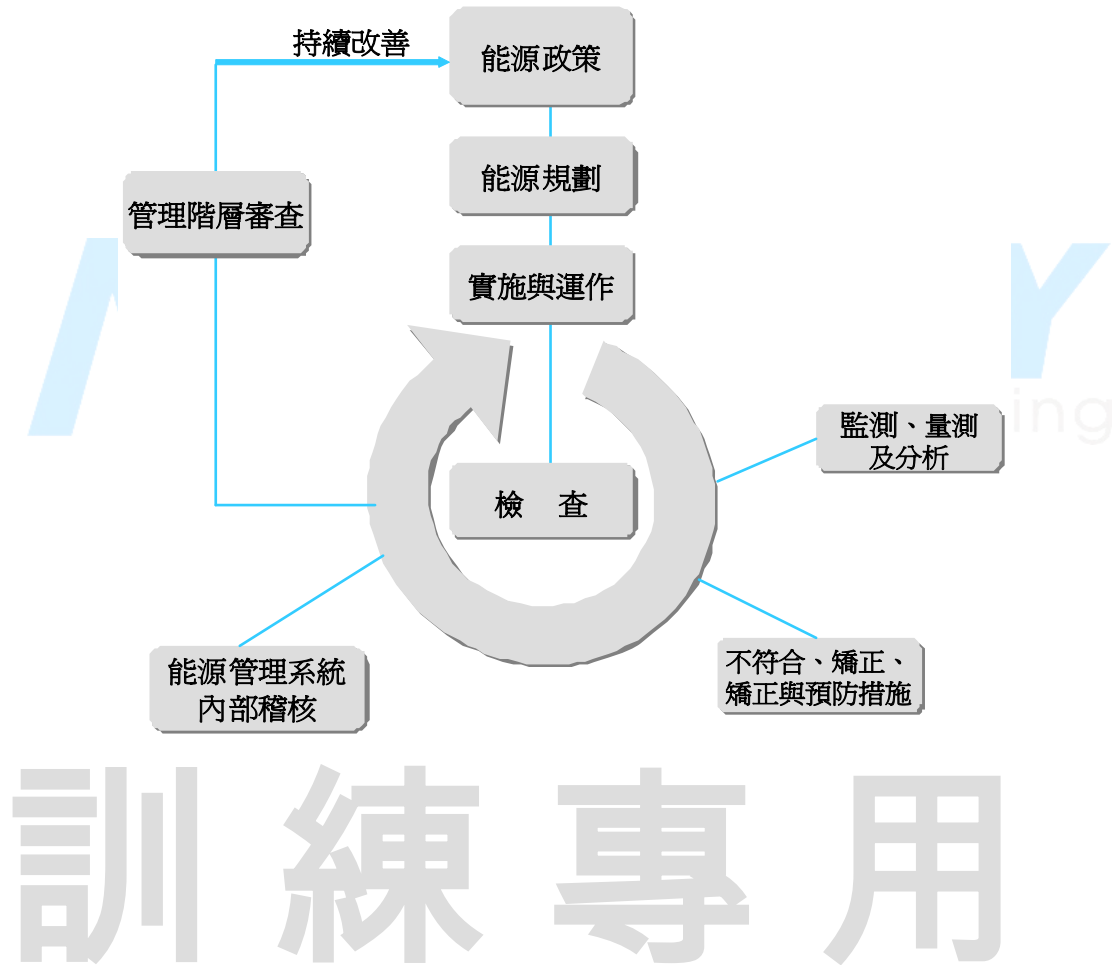 持續改善
能源政策
能源規劃
管理階層審查
實施與運作
監測、量測
及分析
檢 查
能源管理系統
內部稽核
不符合、矯正、
矯正與預防措施
ing
訓練專用